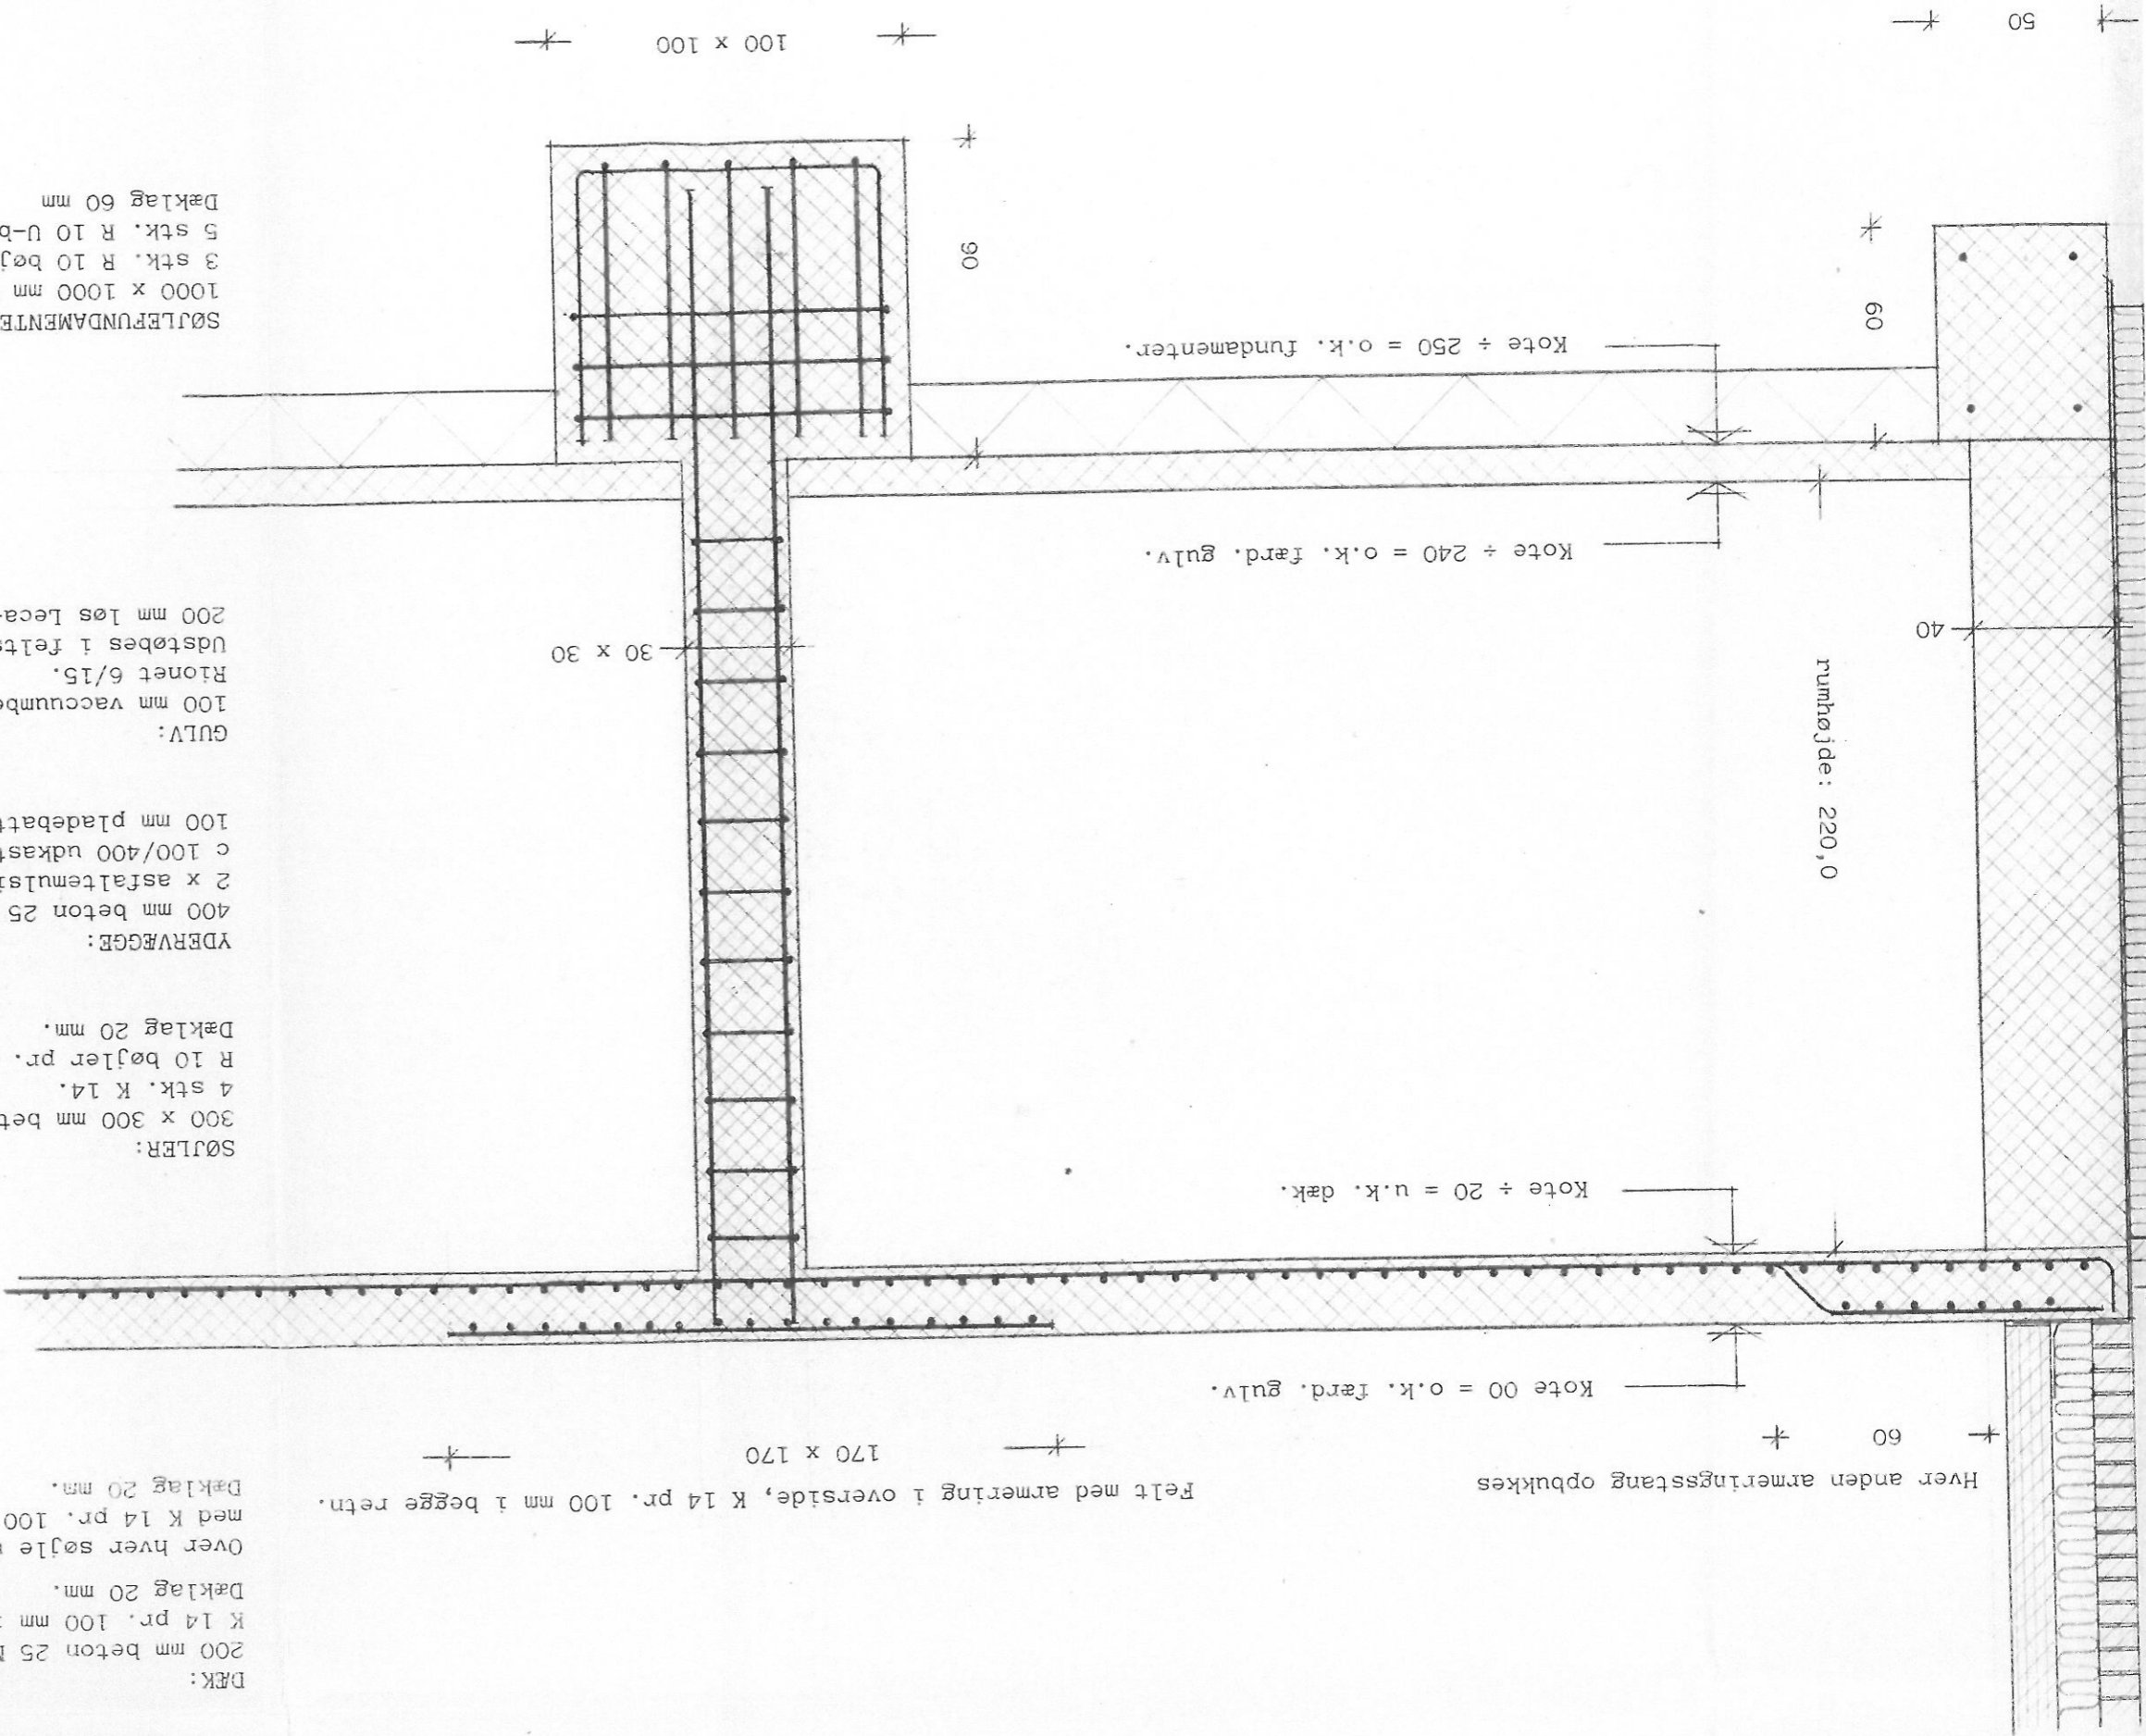 Hver anden armeringsstang opbukkes
60
Felt med armering i overside, K 14 pr. 100 mm i begge retn.
170 x 170
Kote 00 = o.k. færd. gulv.
Kote ÷ 20 = u.k. dæk.
rumhøjde: 220,0
40
30 x 30
Kote ÷ 240 = o.k. færd. gulv.
Kote ÷ 250 = o.k. fundamenter.
60
90
50
100 x 100
DÆK:
200 mm beton 25
K 14 pr. 100 mm
Dæklag 20 mm.
Over hver søjle
med K 14 pr. 100
Dæklag 20 mm.
SØJLER:
300 x 300 mm bet
4 stk. K 14.
R 10 bøjler pr.
Dæklag 20 mm.
YDERVÆGGE:
400 mm beton 25
2 x asfaltemulsi
c 100/400 udkast
100 mm pladebatt
GULV:
100 mm vaccuumbe
Rionet 6/15.
Udstøbes i felt
200 mm løs Leca
SØJLEFUNDAMENTE
1000 x 1000 mm
3 stk. R 10 bøj
5 stk. R 10 U-b
Dæklag 60 mm